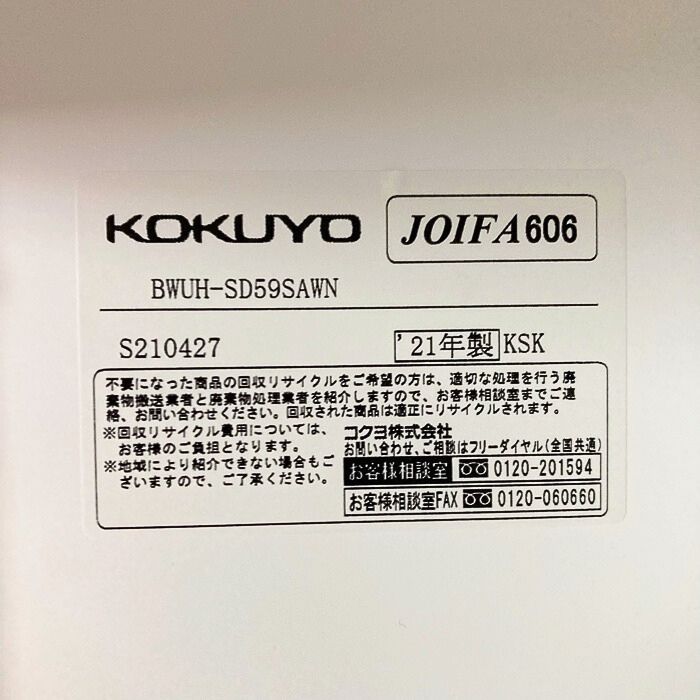 KOKUYO JOIFA606
BWUH-SD59SAWN
S210427 '21年製 KSK
不要になった商品の回収リサイクルをご希望の方は、適切な処理を行う廃
棄物搬送業者と廃棄物処理業者を紹介しますので、お客様相談室までご連
絡、お問い合わせください。回収された商品は適正にリサイクルされます。
※回収リサイクル費用については、
お客様のご負担となります。
※地域により紹介できない場合もご
ざいますので、ご了承ください。
コクヨ株式会社
お問い合わせ、ご相談はフリーダイヤル(全国共通)
お客様相談室 0120-201594
お客様相談室FAX 0120-060660